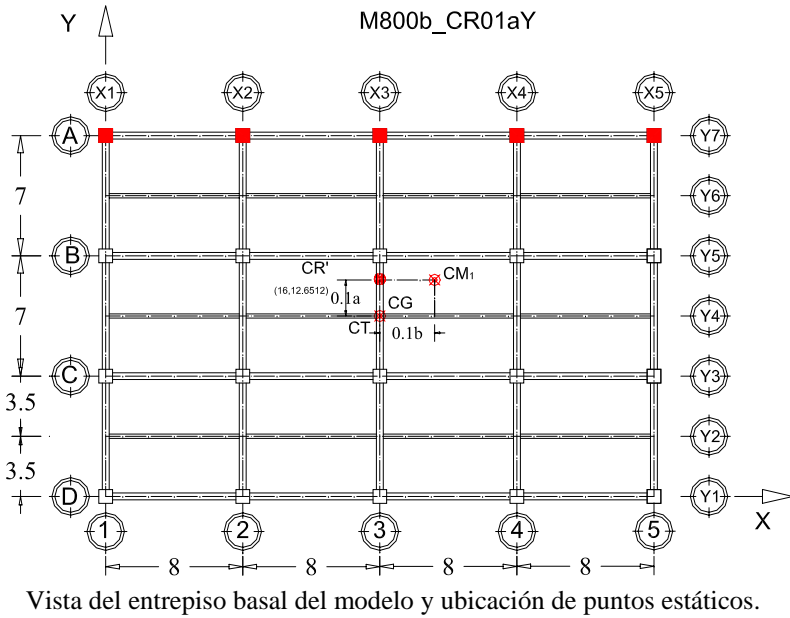 Y
M800b_CR01aY
X1 X2 X3 X4 X5
A Y7
7
Y6
B Y5
CR' CM1
(16,12.6512) 0.1a
CG
7
CT Y4
0.1b
C Y3
3.5
Y2
3.5
D Y1
X
1 2 3 4 5
8 8 8 8
Vista del entrepiso basal del modelo y ubicación de puntos estáticos.